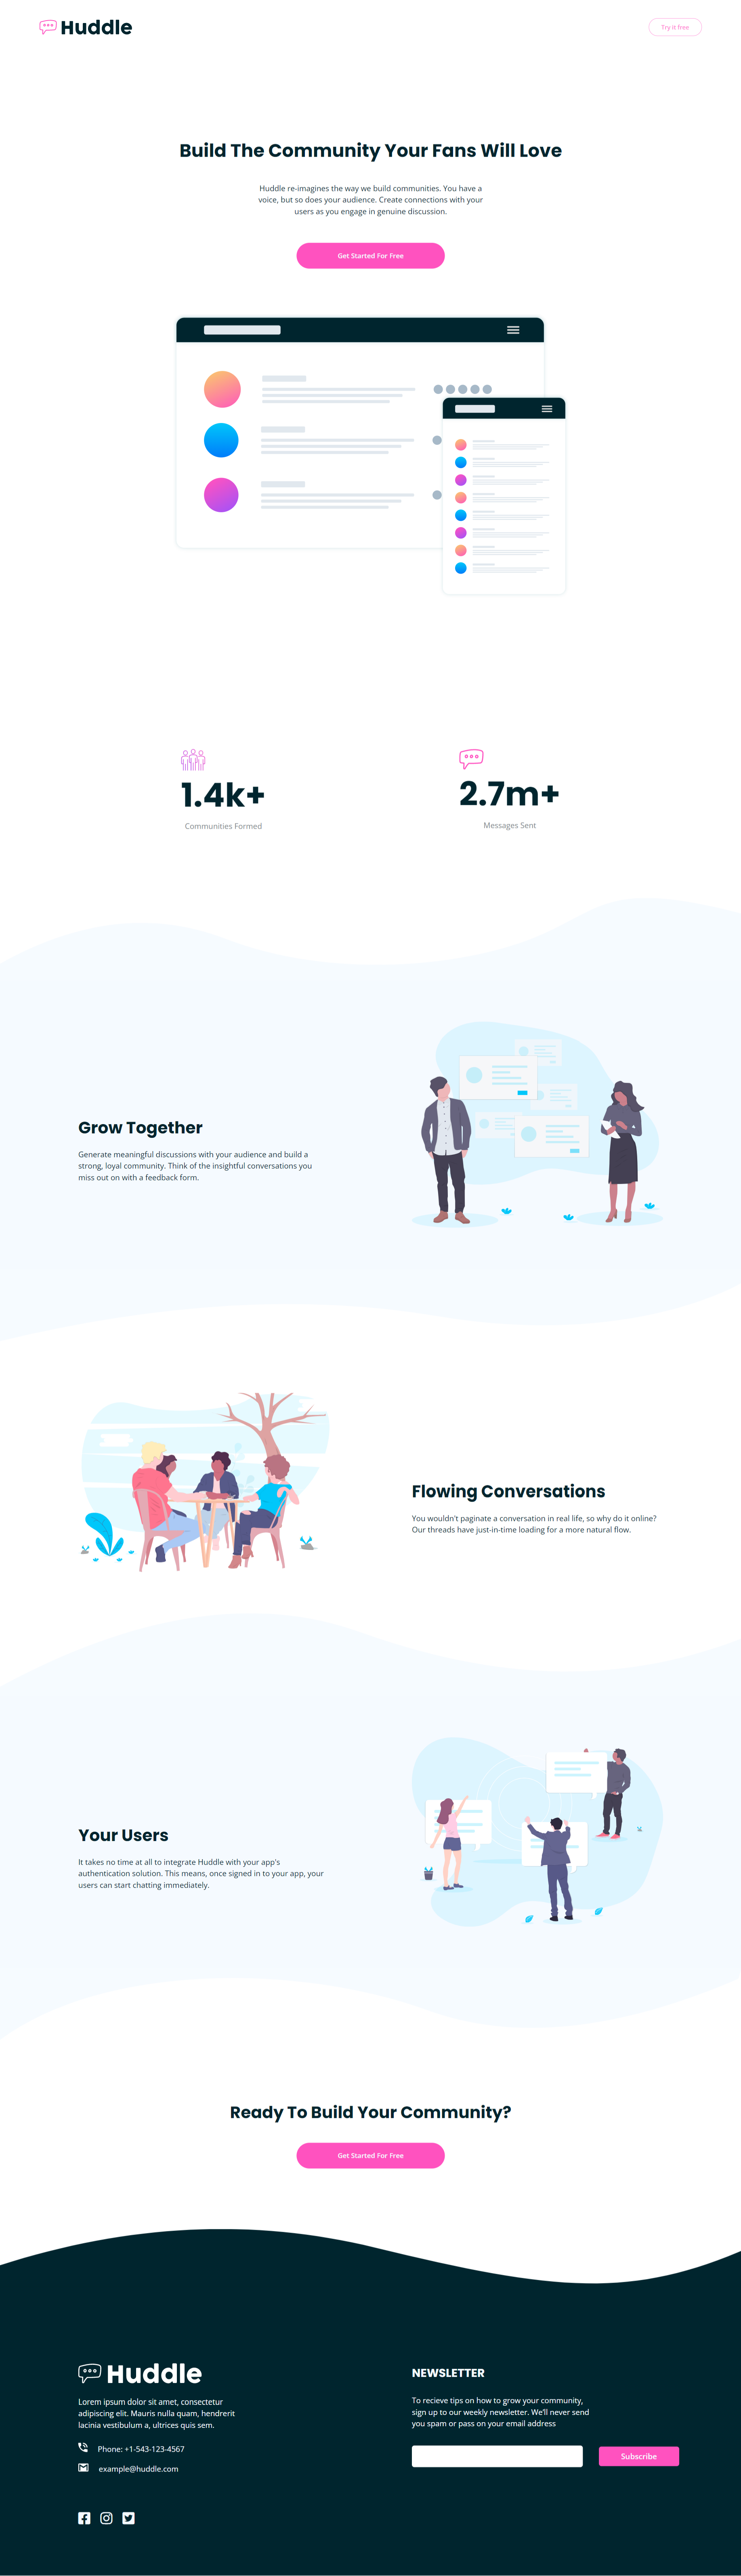 Huddle
Try it free
Build The Community Your Fans Will Love
Huddle re-imagines the way we build communities. You have a
voice, but so does your audience. Create connections with your
users as you engage in genuine discussion.
Get Started For Free
1.4k+
Communities Formed
2.7m+
Messages Sent
Grow Together
Generate meaningful discussions with your audience and build a
strong, loyal community. Think of the insightful conversations you
miss out on with a feedback form.
Flowing Conversations
You wouldn't paginate a conversation in real life, so why do it online?
Our threads have just-in-time loading for a more natural flow.
Your Users
It takes no time at all to integrate Huddle with your app's
authentication solution. This means, once signed in to your app, your
users can start chatting immediately.
Ready To Build Your Community?
Get Started For Free
Huddle
Lorem ipsum dolor sit amet, consectetur
adipiscing elit. Mauris nulla quam, hendrerit
lacinia vestibulum a, ultrices quis sem.
Phone: +1-543-123-4567
example@huddle.com
NEWSLETTER
To recieve tips on how to grow your community,
sign up to our weekly newsletter. We'll never send
you spam or pass on your email address
Subscribe